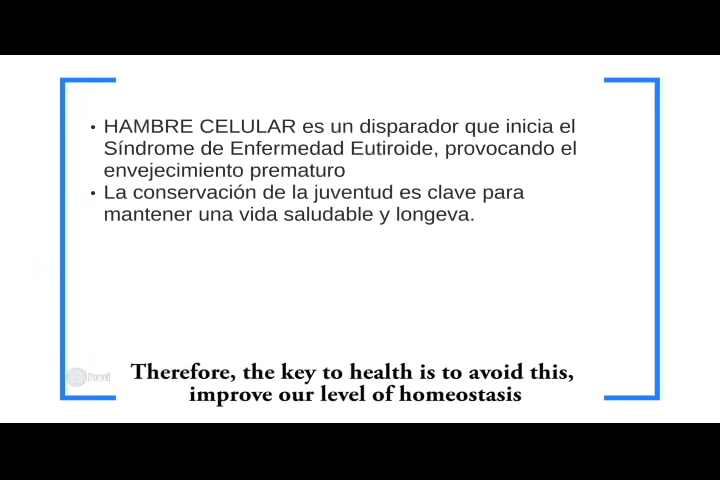 • HAMBRE CELULAR es un disparador que inicia el
Síndrome de Enfermedad Eutiroide, provocando el
envejecimiento prematuro
• La conservación de la juventud es clave para
mantener una vida saludable y longeva.
Therefore, the key to health is to avoid this,
improve our level of homeostasis